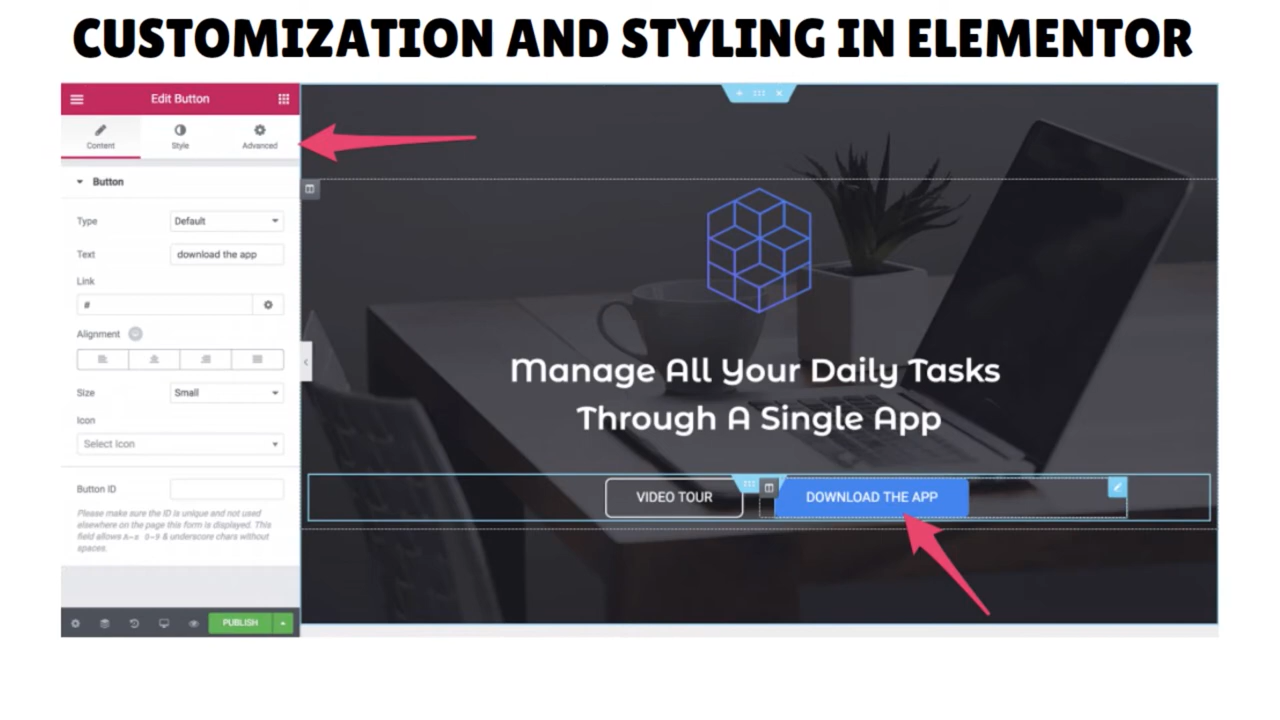 CUSTOMIZATION AND STYLING IN ELEMENTOR
Edit Button
Content Style Advanced
Button
Type Default
Text download the app
Link
#
Alignment
Size Small
Icon
Select Icon
Button ID
Please make sure the ID is unique and not used
elsewhere on the page this form is displayed. This
field allows A-z 0-9 & underscore chars without
spaces.
PUBLISH
Manage All Your Daily Tasks
Through A Single App
VIDEO TOUR DOWNLOAD THE APP